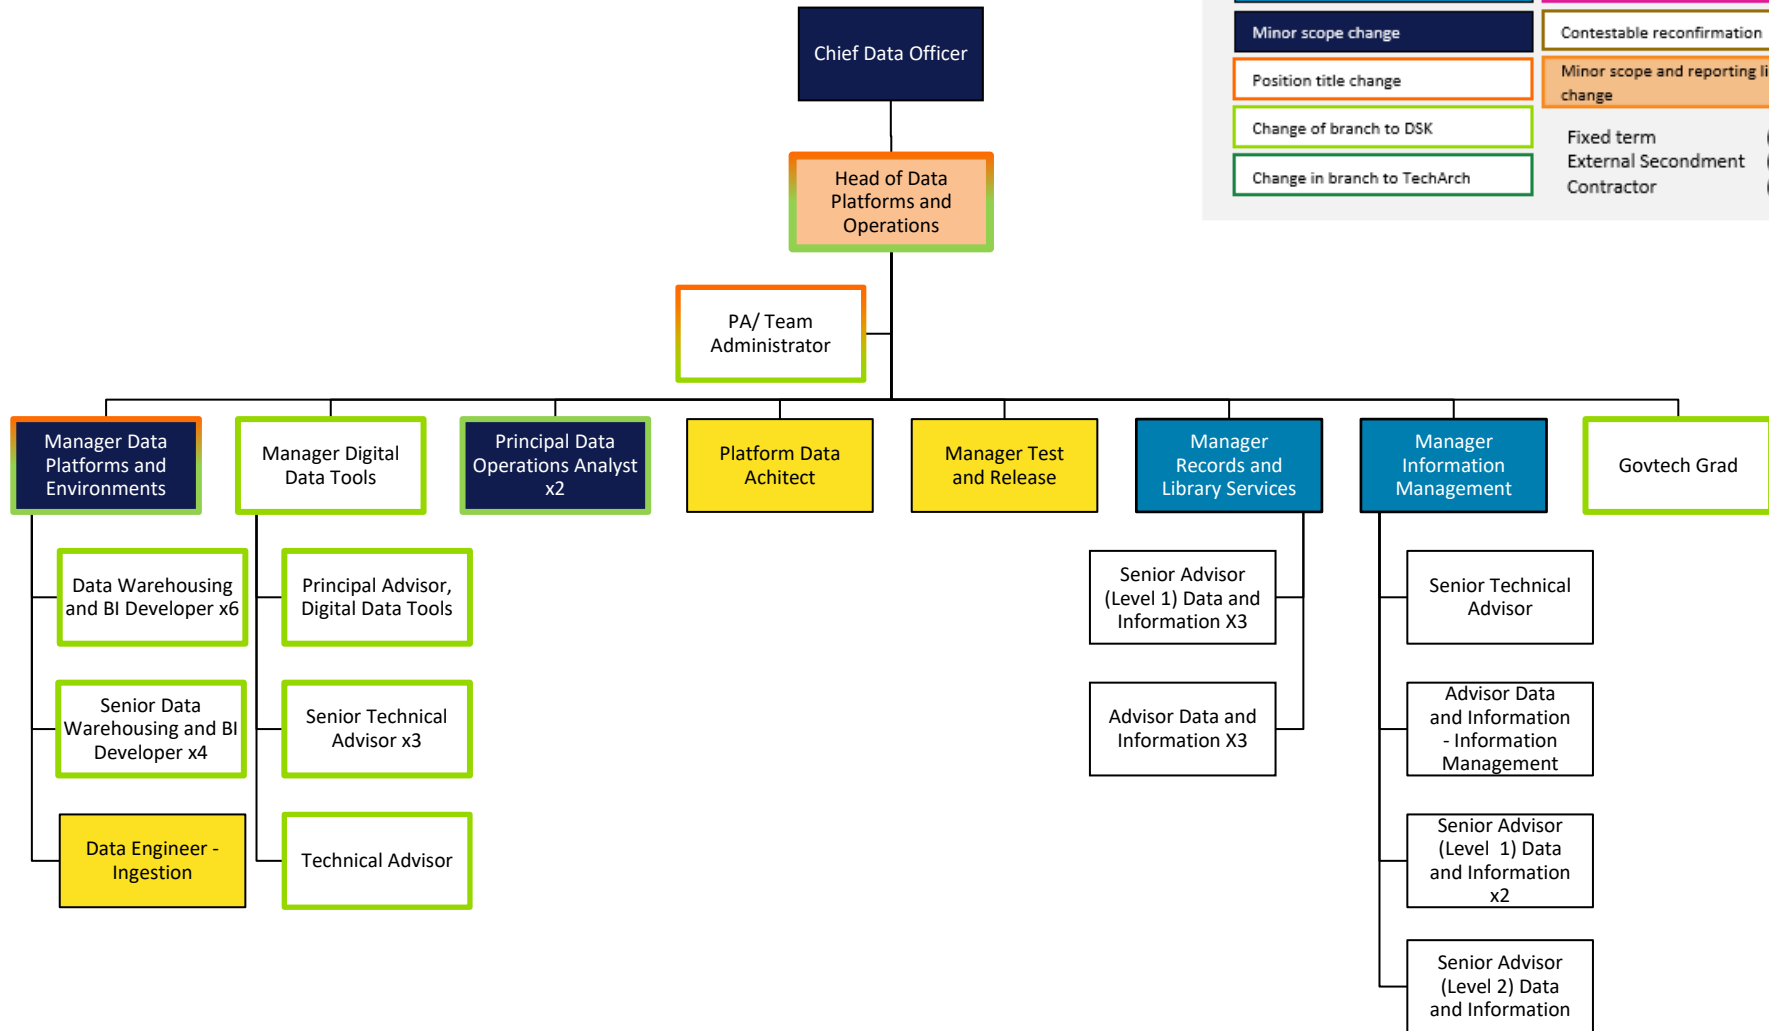 Chief Data Officer
Minor scope change
Contestable reconfirmation
Position title change
Minor scope and reporting li
change
Change of branch to DSK
Fixed term (
External Secondment (
Change in branch to TechArch
Contractor (
Head of Data
Platforms and
Operations
PA/ Team
Administrator
Manager Data
Platforms and
Environments
Manager Digital
Data Tools
Principal Data
Operations Analyst
x2
Platform Data
Achitect
Manager Test
and Release
Manager
Records and
Library Services
Manager
Information
Management
Govtech Grad
Data Warehousing
and BI Developer x6
Principal Advisor,
Digital Data Tools
Senior Advisor
(Level 1) Data and
Information X3
Senior Technical
Advisor
Senior Data
Warehousing and BI
Developer x4
Senior Technical
Advisor x3
Advisor Data and
Information X3
Advisor Data
and Information
- Information
Management
Data Engineer -
Ingestion
Technical Advisor
Senior Advisor
(Level  1) Data
and Information
x2
Senior Advisor
(Level 2) Data
and Information